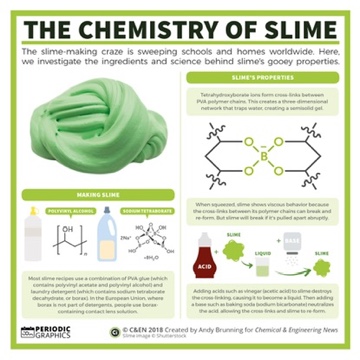 THE CHEMISTRY OF SLIME
The slime-making craze is sweeping schools and homes worldwide. Here,
we investigate the ingredients and science behind slime's gooey properties.
SLIME'S PROPERTIES
Tetrahydroxyborate ions form cross-links between
PVA polymer chains. This creates a three-dimensional
network that traps water, creating a semisolid gel.
O
O
B
−
O
O
When squeezed, slime shows viscous behavior because
the cross-links between its polymer chains can break and
re-form. But slime will break if it's pulled apart abruptly.
MAKING SLIME
POLYVINYL ALCOHOL
SODIUM TETRABORATE
Most slime recipes use a combination of PVA glue (which
contains polyvinyl acetate and polyvinyl alcohol) and
laundry detergent (which contains sodium tetraborate
decahydrate, or borax). In the European Union, where
borax is not part of detergents, people use borax-
containing contact lens solution.
SLIME
+
ACID
LIQUID
+
BASE
SLIME
Adding acids such as vinegar (acetic acid) to slime destroys
the cross-linking, causing it to become a liquid. Then adding
a base such as baking soda (sodium bicarbonate) neutralizes
the acid, allowing the cross links and slime to re-form.
PERIODIC
GRAPHICS
© C&EN 2018 Created by Andy Brunning for Chemical & Engineering News
Slime image © Shutterstock